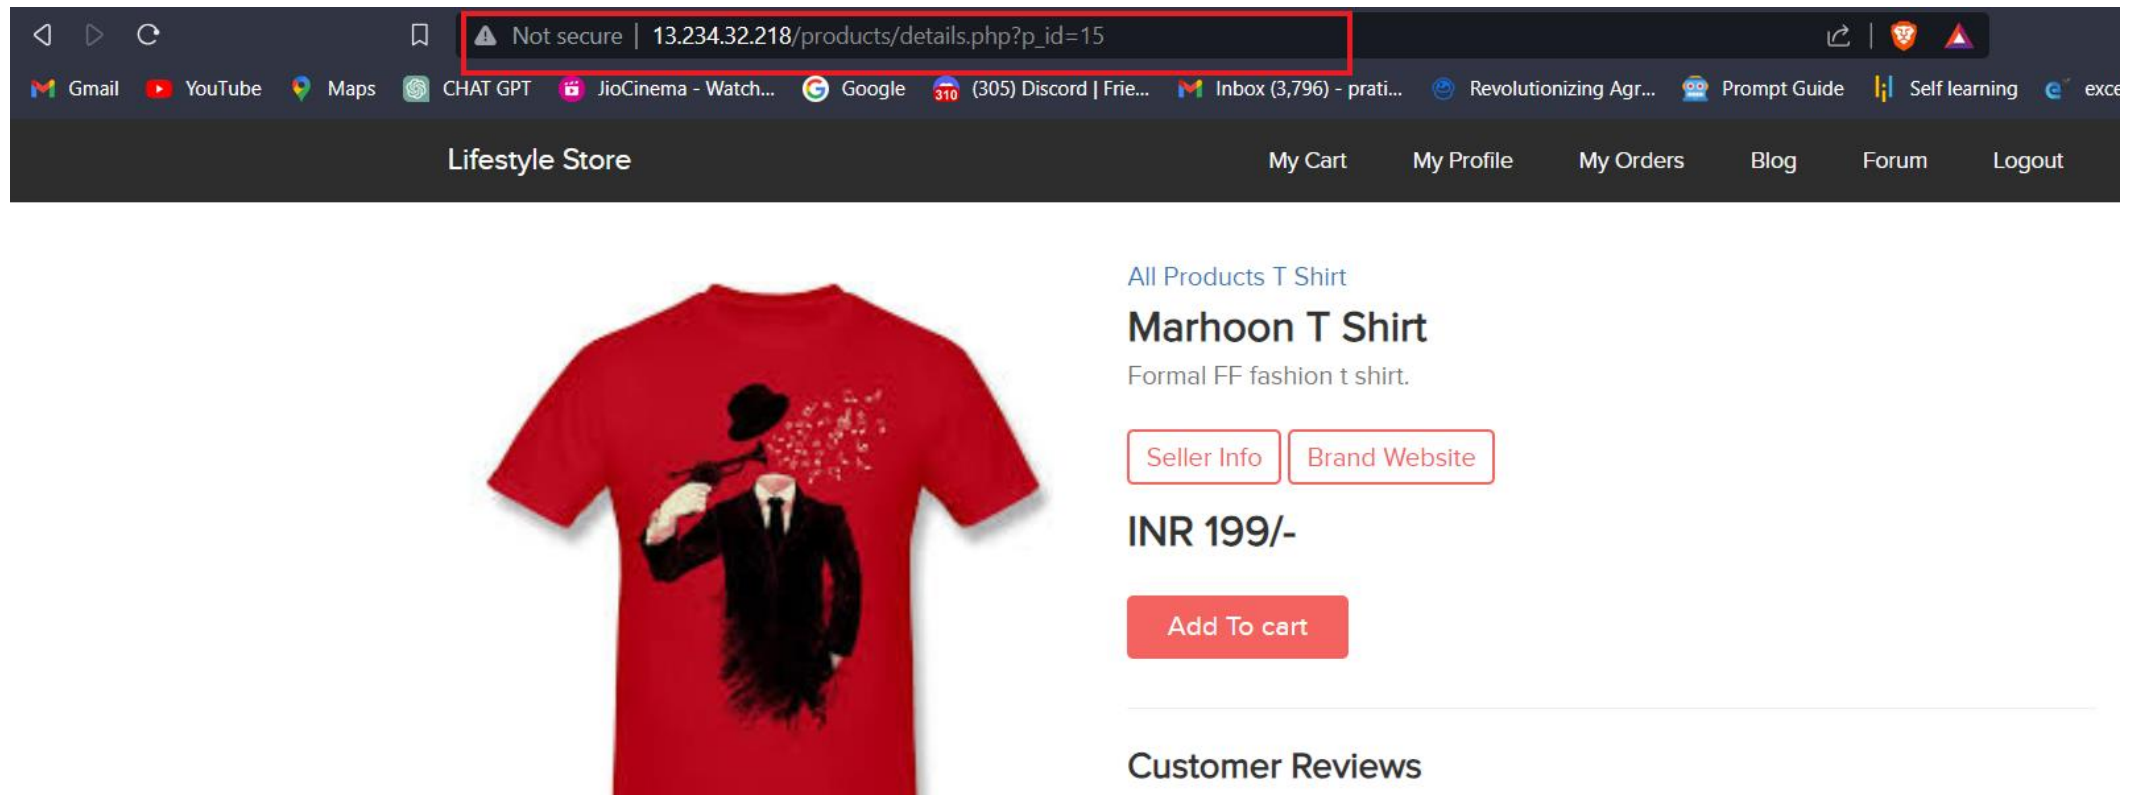 Not secure | 13.234.32.218/products/details.php?p_id=15
Gmail YouTube Maps CHAT GPT JioCinema - Watch... Google 310 (305) Discord | Frie... Inbox (3,796) - prati... Revolutionizing Agr... Prompt Guide Self learning exce
Lifestyle Store My Cart My Profile My Orders Blog Forum Logout
All Products T Shirt
Marhoon T Shirt
Formal FF fashion t shirt.
Seller Info Brand Website
INR 199/-
Add To cart
Customer Reviews